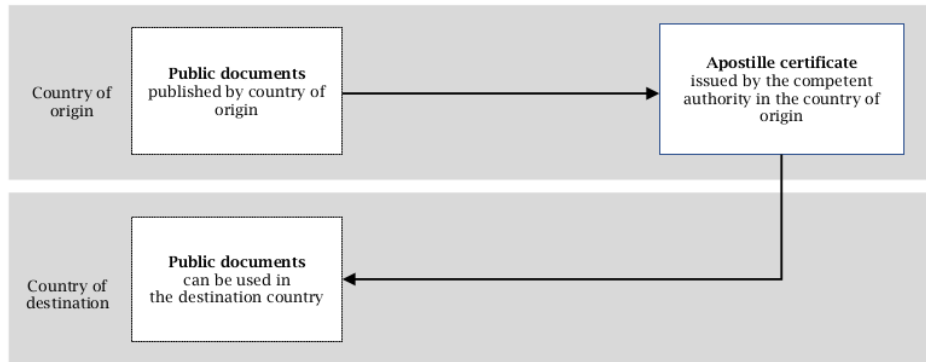 Country of
origin
Public documents
published by country of
origin
Apostille certificate
issued by the competent
authority in the country of
origin
Country of
destination
Public documents
can be used in
the destination country